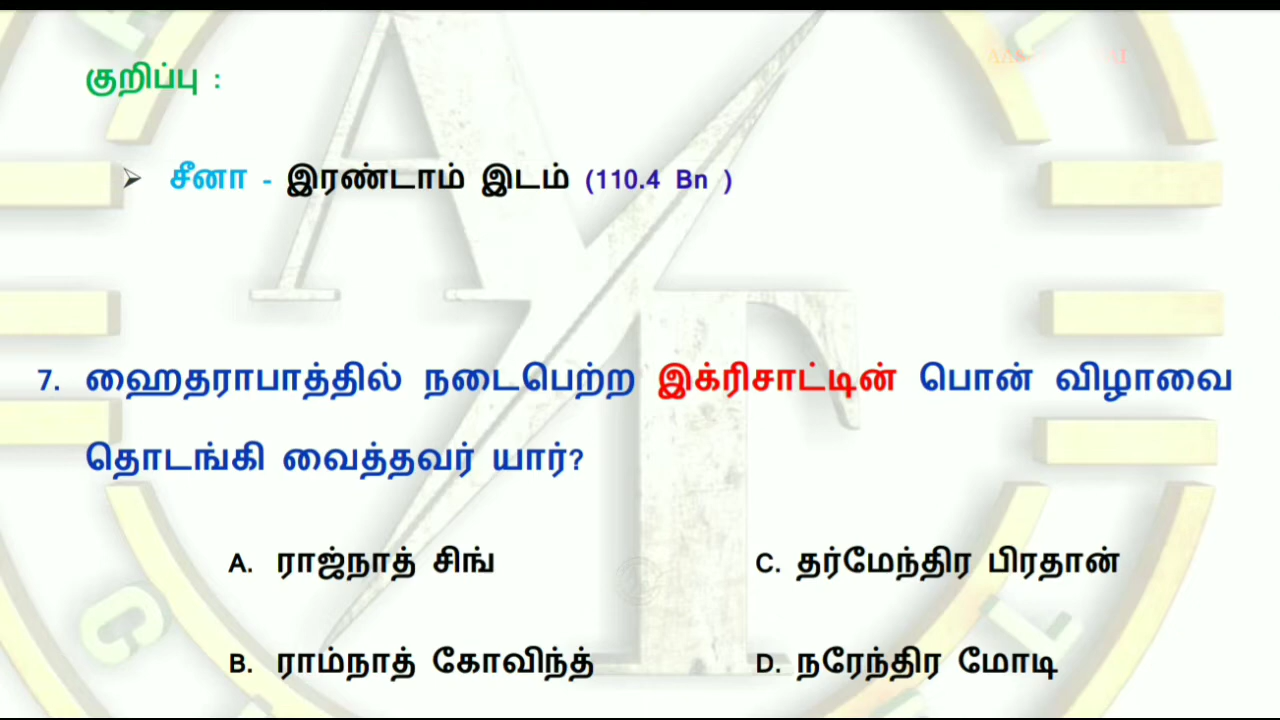 குறிப்பு :
➢ சீனா - இரண்டாம் இடம் (110.4 Bn )
7. ஹைதராபாத்தில் நடைபெற்ற இக்ரிசாட்டின் பொன் விழாவை
தொடங்கி வைத்தவர் யார்?
A. ராஜ்நாத் சிங்
C. தர்மேந்திர பிரதான்
B. ராம்நாத் கோவிந்த்
D. நரேந்திர மோடி